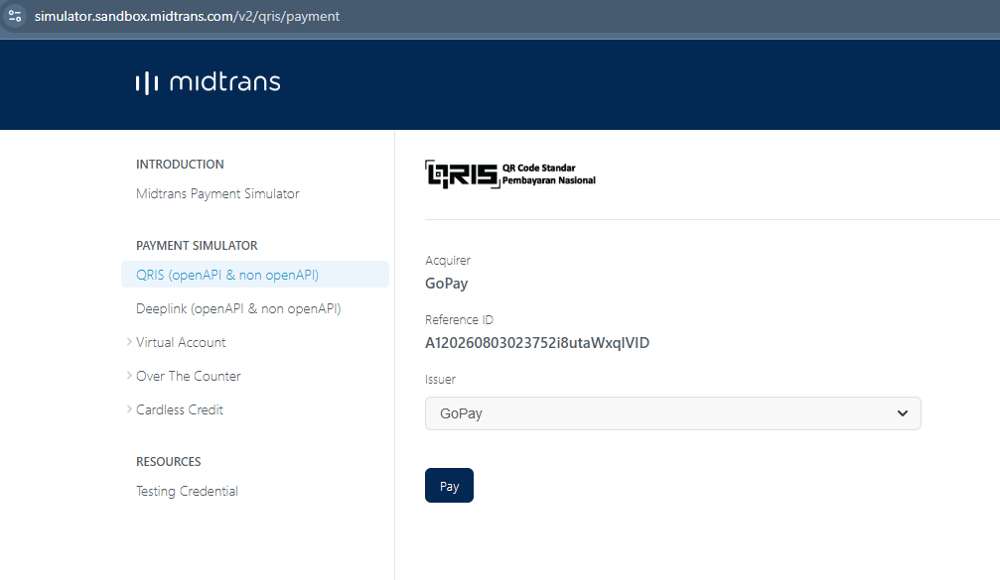 simulator.sandbox.midtrans.com/v2/qris/payment
midtrans
INTRODUCTION
Midtrans Payment Simulator
PAYMENT SIMULATOR
QRIS (openAPI & non openAPI)
Deeplink (openAPI & non openAPI)
Virtual Account
Over The Counter
Cardless Credit
RESOURCES
Testing Credential
QRIS QR Code Standar
Pembayaran Nasional
Acquirer
GoPay
Reference ID
A120260803023752i8utaWxqlVID
Issuer
GoPay
Pay